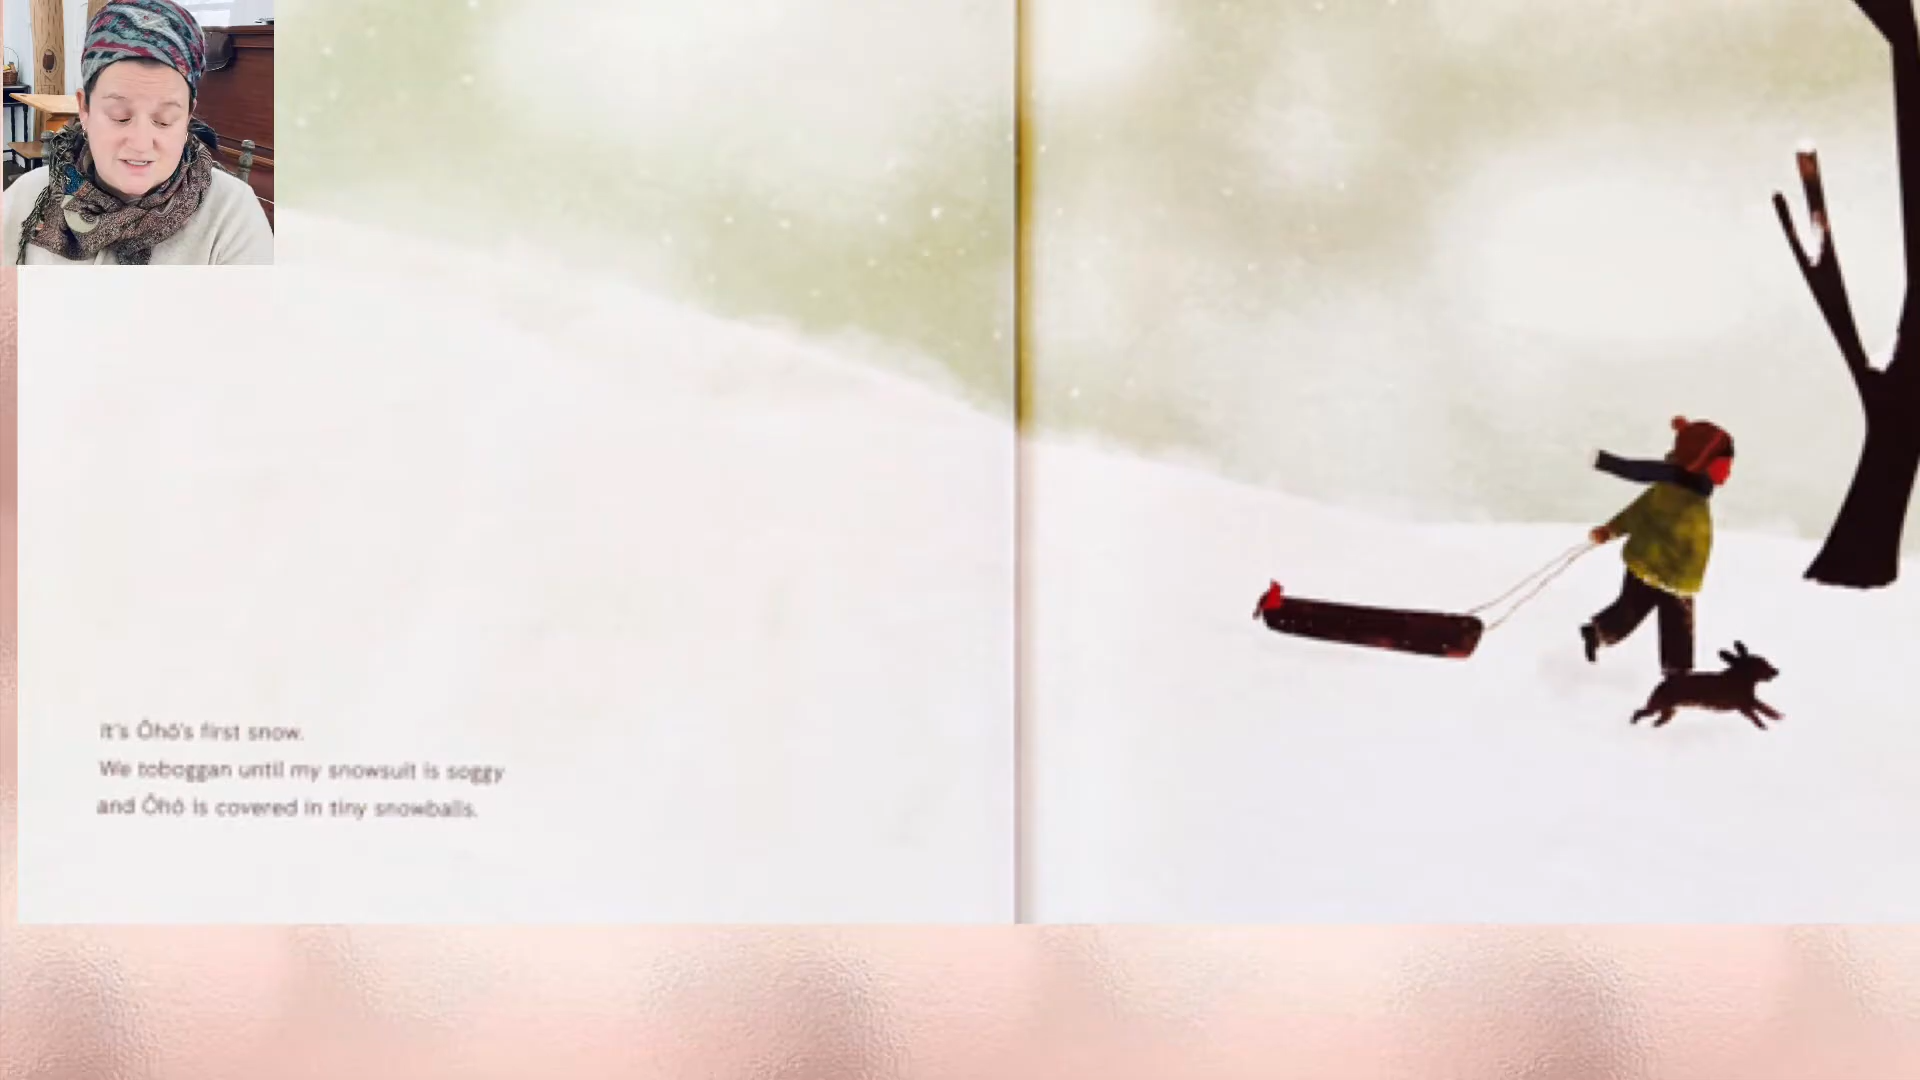 It's Ôhô's first snow.
We toboggan until my snowsuit is soggy
and Ôhô is covered in tiny snowballs.